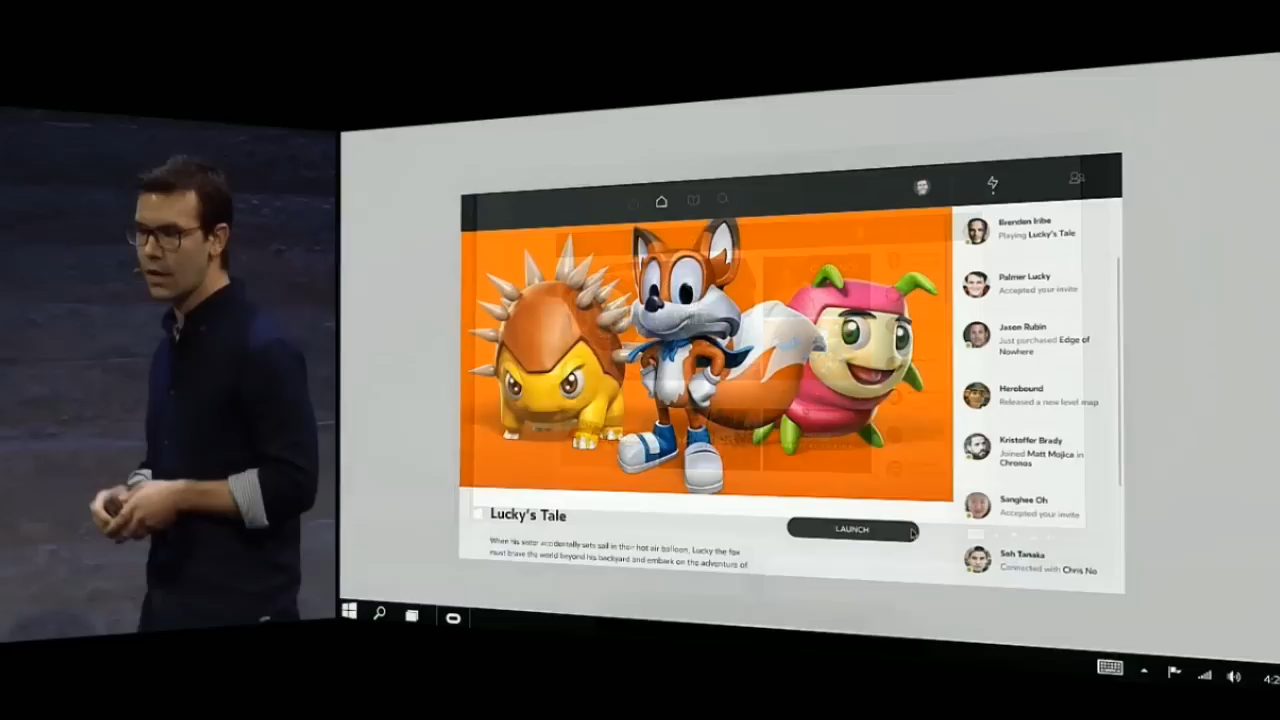 Brendan Iribe
Playing Lucky's Tale
Palmer Lucky
Accepted your invite
Jason Rubin
Just purchased Edge of
Nowhere
Herobound
Released a new level map
Kristoffer Brady
Joined Matt Mojica in
Chronos
Sanghee Oh
Accepted your invite
Soh Tanaka
Connected with Chris No
Lucky's Tale
LAUNCH
When his sister accidentally sets sail in their hot air balloon, Lucky the fox
must brave the world beyond his backyard and embark on the adventure of
4:2